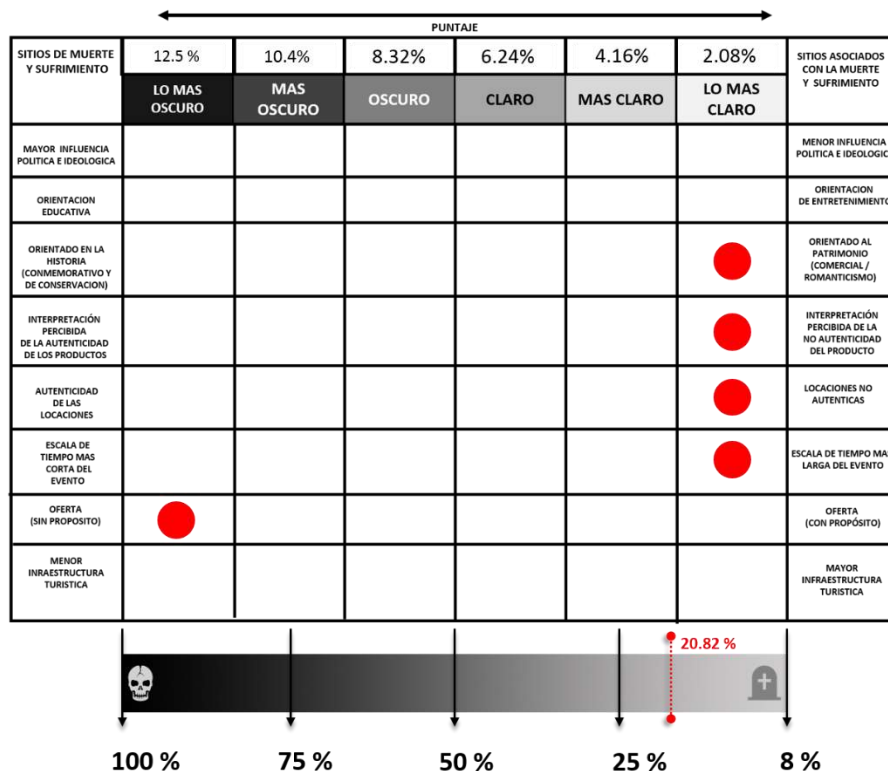 PUNTAJE
SITIOS DE MUERTE
Y SUFRIMIENTO
12.5 %
10.4%
8.32%
6.24%
4.16%
2.08%
SITIOS ASOCIADOS
CON LA MUERTE
Y SUFRIMIENTO
LO MAS
OSCURO
MAS
OSCURO
OSCURO
CLARO
MAS CLARO
LO MAS
CLARO
MAYOR INFLUENCIA
POLITICA E IDEOLOGICA
MENOR INFLUENCIA
POLITICA E IDEOLOGIC
ORIENTACION
EDUCATIVA
ORIENTACION
DE ENTRETENIMIENTO
ORIENTADO EN LA
HISTORIA
(CONMEMORATIVO Y
DE CONSERVACION)
ORIENTADO AL
PATRIMONIO
(COMERCIAL /
ROMANTICISMO)
INTERPRETACIÓN
PERCIBIDA
DE LA AUTENTICIDAD
DE LOS PRODUCTOS
INTERPRETACIÓN
PERCIBIDA DE LA
NO AUTENTICIDAD
DEL PRODUCTO
AUTENTICIDAD
DE LAS
LOCACIONES
LOCACIONES NO
AUTENTICAS
ESCALA DE
TIEMPO MAS
CORTA DEL
EVENTO
ESCALA DE TIEMPO MAS
LARGA DEL EVENTO
OFERTA
(SIN PROPOSITO)
OFERTA
(CON PROPÓSITO)
MENOR
INRAESTRUCTURA
TURISTICA
MAYOR
INFRAESTRUCTURA
TURISTICA
20.82 %
100 %
75 %
50 %
25 %
8 %